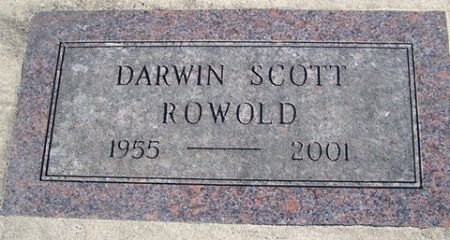 DARWIN SCOTT
ROWOLD
1955 —— 2001